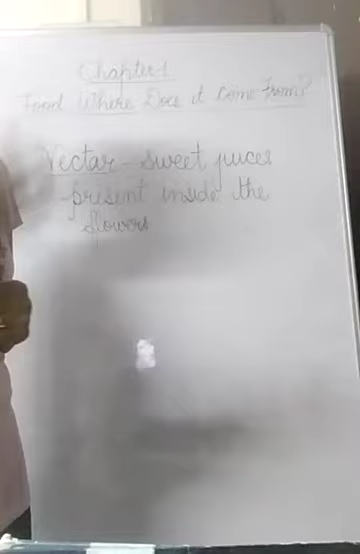 Chapter 1
Food Where Does it Come From?
Nectar - sweet juices
present inside the
flowers